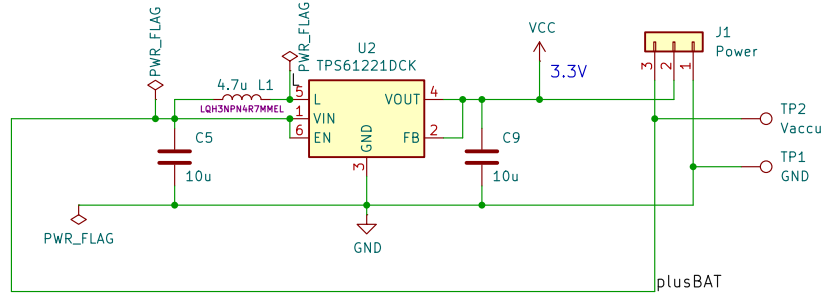 PWR_FLAG
PWR_FLAG
VCC
J1
Power
U2
TPS61221DCK
3.3V
3
2
1
4.7u L1
L
LQH3NPN4R7MMEL
5
L
VOUT
4
1
VIN
6
EN
GND
FB
2
3
C5
10u
C9
10u
TP2
Vaccu
TP1
GND
PWR_FLAG
GND
plusBAT